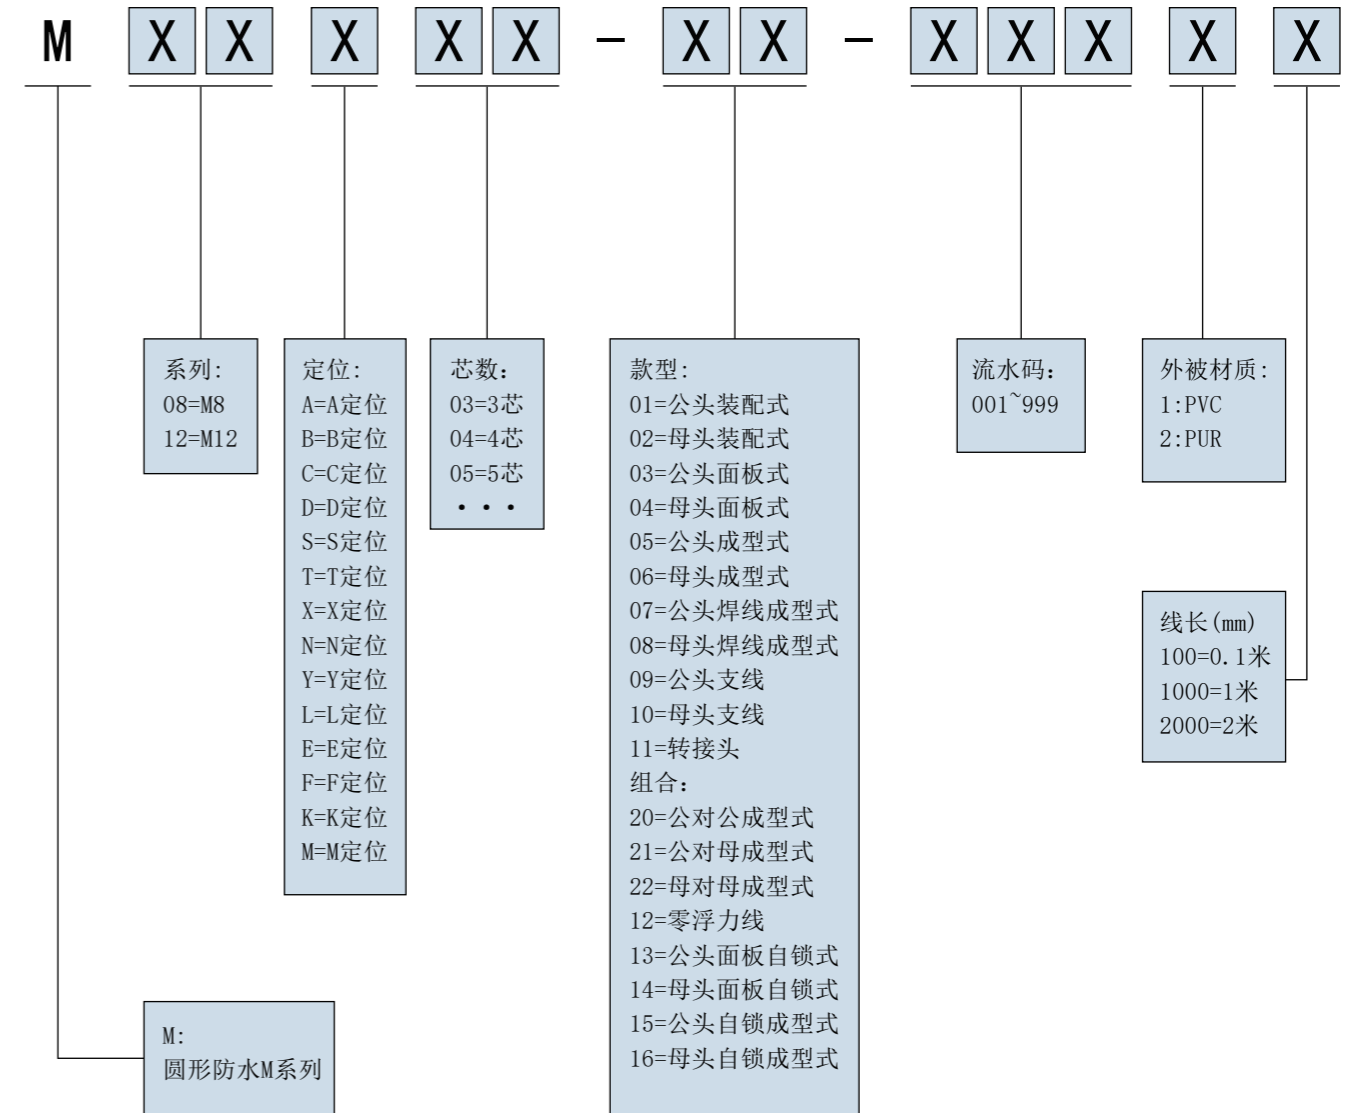 M XX X XX - XX - XXX X X
系列:
08=M8
12=M12
定位:
A=A定位
B=B定位
C=C定位
D=D定位
S=S定位
T=T定位
X=X定位
N=N定位
Y=Y定位
L=L定位
E=E定位
F=F定位
K=K定位
M=M定位
芯数:
03=3芯
04=4芯
05=5芯
···
款型:
01=公头装配式
02=母头装配式
03=公头面板式
04=母头面板式
05=公头成型式
06=母头成型式
07=公头焊线成型式
08=母头焊线成型式
09=公头支线
10=母头支线
11=转接头
组合:
20=公对公成型式
21=公对母成型式
22=母对母成型式
12=零浮力线
13=公头面板自锁式
14=母头面板自锁式
15=公头自锁成型式
16=母头自锁成型式
流水码:
001~999
外被材质:
1:PVC
2:PUR
线长(mm)
100=0.1米
1000=1米
2000=2米
M:
圆形防水M系列